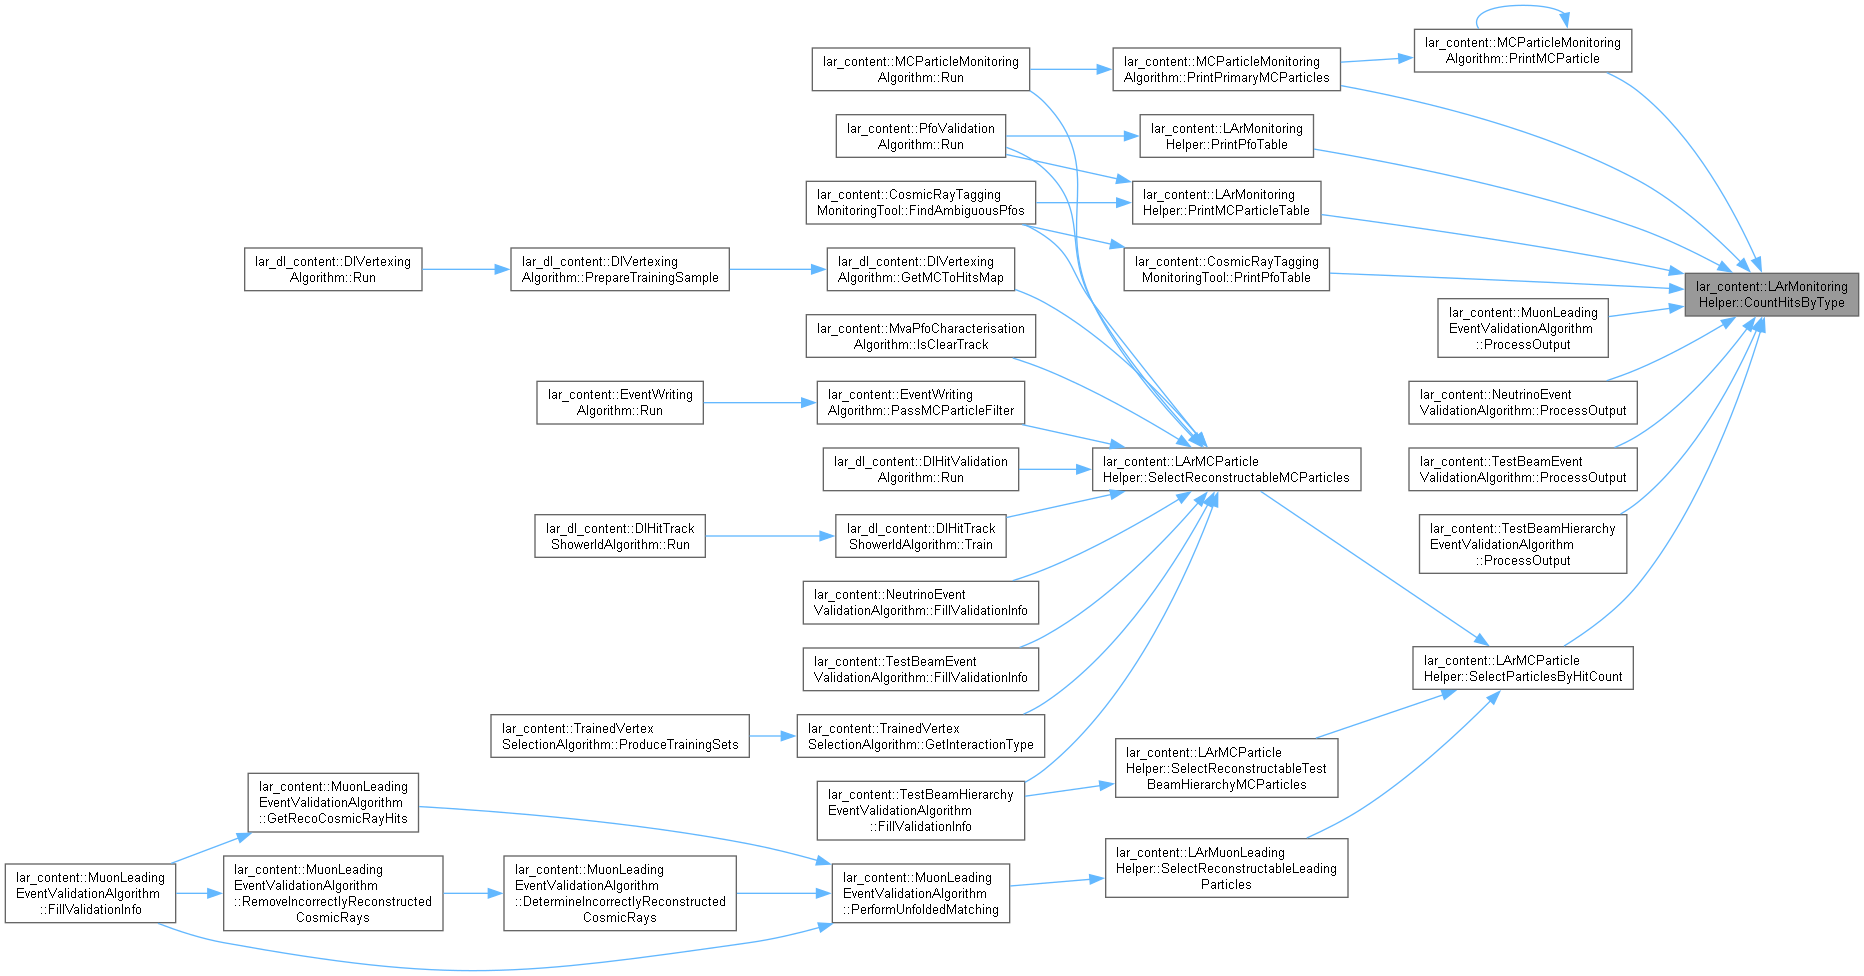 lar_content::MCParticleMonitoring
Algorithm::PrintMCParticle
lar_content::MCParticleMonitoring
Algorithm::Run
lar_content::MCParticleMonitoring
Algorithm::PrintPrimaryMCParticles
lar_content::PfoValidation
Algorithm::Run
lar_content::LArMonitoring
Helper::PrintPfoTable
lar_content::CosmicRayTagging
MonitoringTool::FindAmbiguousPfos
lar_content::LArMonitoring
Helper::PrintMCParticleTable
lar_dl_content::DlVertexing
Algorithm::Run
lar_dl_content::DlVertexing
Algorithm::PrepareTrainingSample
lar_dl_content::DlVertexing
Algorithm::GetMCToHitsMap
lar_content::CosmicRayTagging
MonitoringTool::PrintPfoTable
lar_content::LArMonitoring
Helper::CountHitsByType
lar_content::MuonLeading
EventValidationAlgorithm
::ProcessOutput
lar_content::MvaPfoCharacterisation
Algorithm::IsClearTrack
lar_content::EventWriting
Algorithm::Run
lar_content::EventWriting
Algorithm::PassMCParticleFilter
lar_content::NeutrinoEvent
ValidationAlgorithm::ProcessOutput
lar_dl_content::DlHitValidation
Algorithm::Run
lar_content::LArMCParticle
Helper::SelectReconstructableMCParticles
lar_content::TestBeamEvent
ValidationAlgorithm::ProcessOutput
lar_dl_content::DlHitTrack
ShowerIdAlgorithm::Run
lar_dl_content::DlHitTrack
ShowerIdAlgorithm::Train
lar_content::TestBeamHierarchy
EventValidationAlgorithm
::ProcessOutput
lar_content::NeutrinoEvent
ValidationAlgorithm::FillValidationInfo
lar_content::TestBeamEvent
ValidationAlgorithm::FillValidationInfo
lar_content::LArMCParticle
Helper::SelectParticlesByHitCount
lar_content::TrainedVertex
SelectionAlgorithm::ProduceTrainingSets
lar_content::TrainedVertex
SelectionAlgorithm::GetInteractionType
lar_content::LArMCParticle
Helper::SelectReconstructableTest
BeamHierarchyMCParticles
lar_content::MuonLeading
EventValidationAlgorithm
::GetRecoCosmicRayHits
lar_content::TestBeamHierarchy
EventValidationAlgorithm
::FillValidationInfo
lar_content::LArMuonLeading
Helper::SelectReconstructableLeading
Particles
lar_content::MuonLeading
EventValidationAlgorithm
::FillValidationInfo
lar_content::MuonLeading
EventValidationAlgorithm
::RemoveIncorrectlyReconstructed
CosmicRays
lar_content::MuonLeading
EventValidationAlgorithm
::DetermineIncorrectlyReconstructed
CosmicRays
lar_content::MuonLeading
EventValidationAlgorithm
::PerformUnfoldedMatching